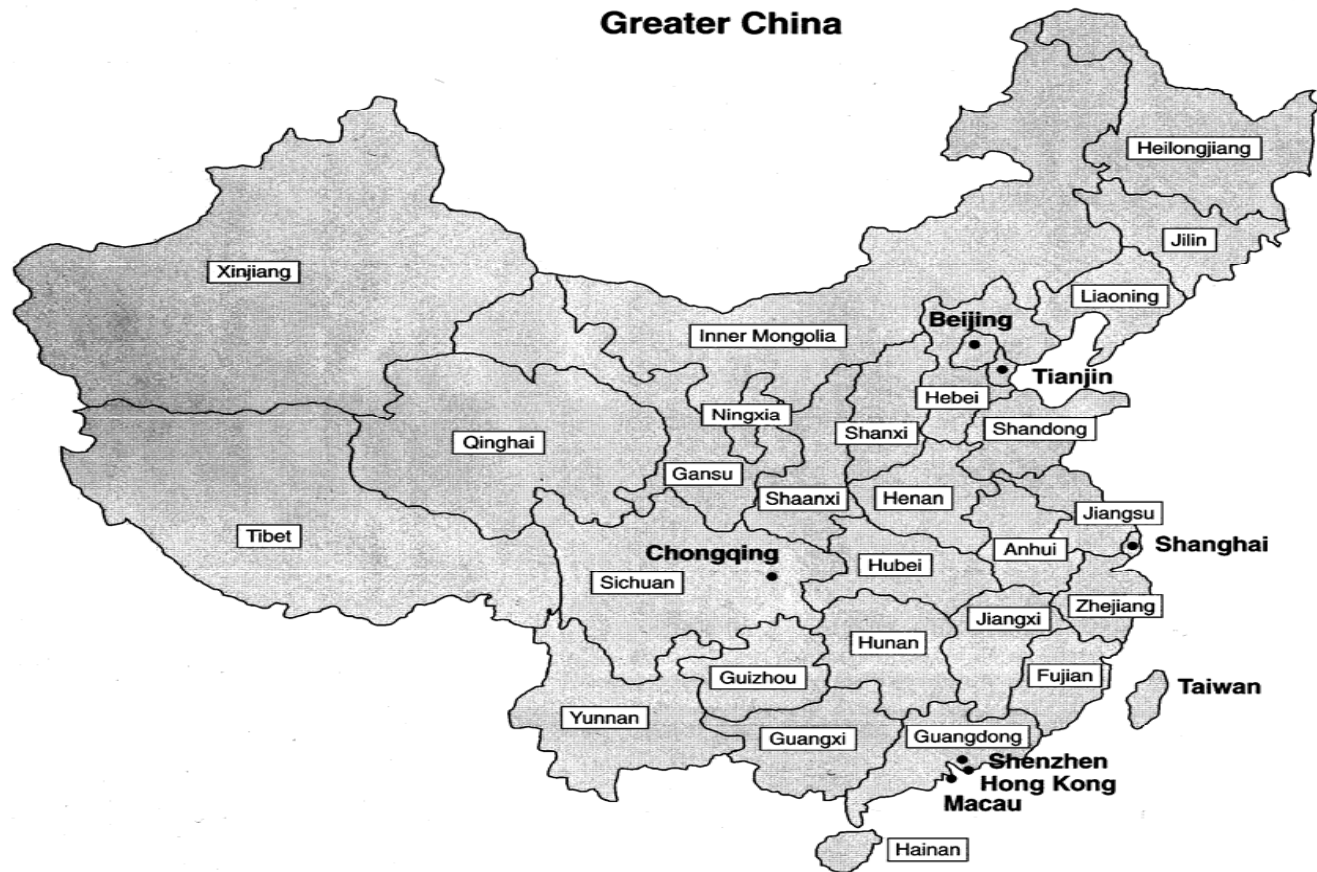 Greater China
Heilongjiang
Jilin
Xinjiang
Liaoning
Beijing
Inner Mongolia
Tianjin
Hebei
Ningxia
Shandong
Shanxi
Qinghai
Gansu
Shaanxi
Henan
Jiangsu
Tibet
Shanghai
Anhui
Chongqing
Hubei
Sichuan
Zhejiang
Jiangxi
Hunan
Fujian
Guizhou
Taiwan
Yunnan
Guangxi
Guangdong
Shenzhen
Hong Kong
Macau
Hainan